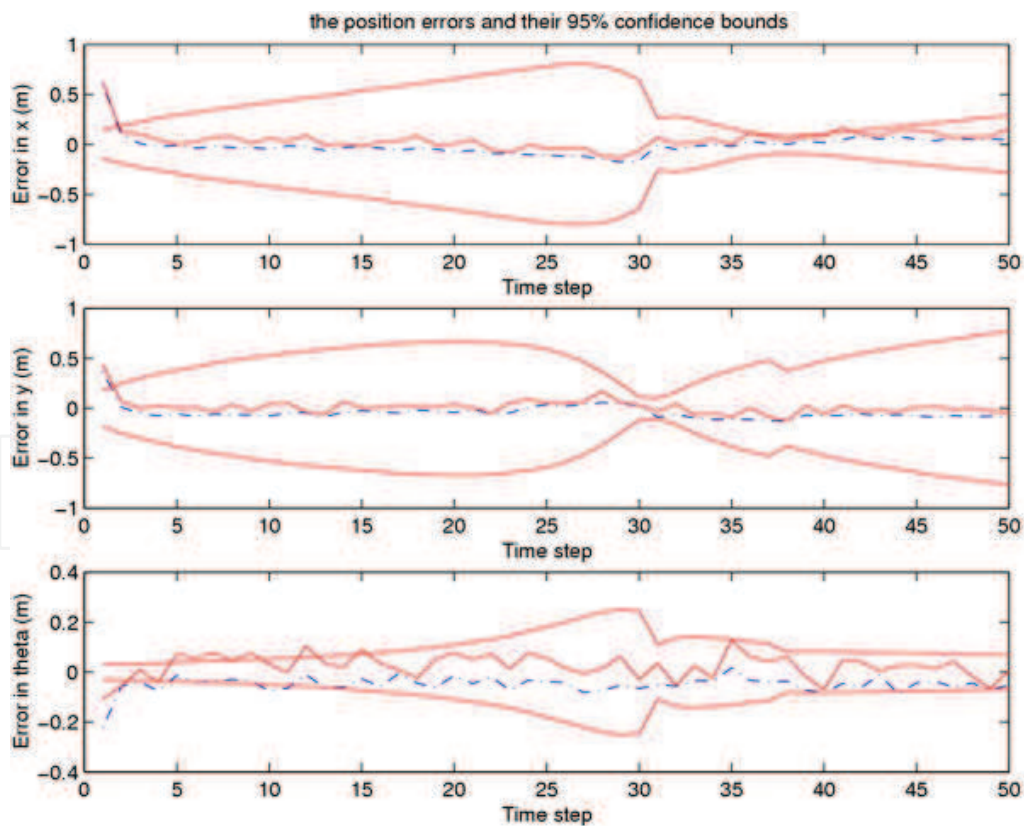 the position errors and their 95% confidence bounds
Error in x (m)
1
0.5
0
−0.5
−1
0 5 10 15 20 25 30 35 40 45 50
Time step
Error in y (m)
1
0.5
0
−0.5
−1
0 5 10 15 20 25 30 35 40 45 50
Time step
Error in theta (m)
0.4
0.2
0
−0.2
−0.4
0 5 10 15 20 25 30 35 40 45 50
Time step